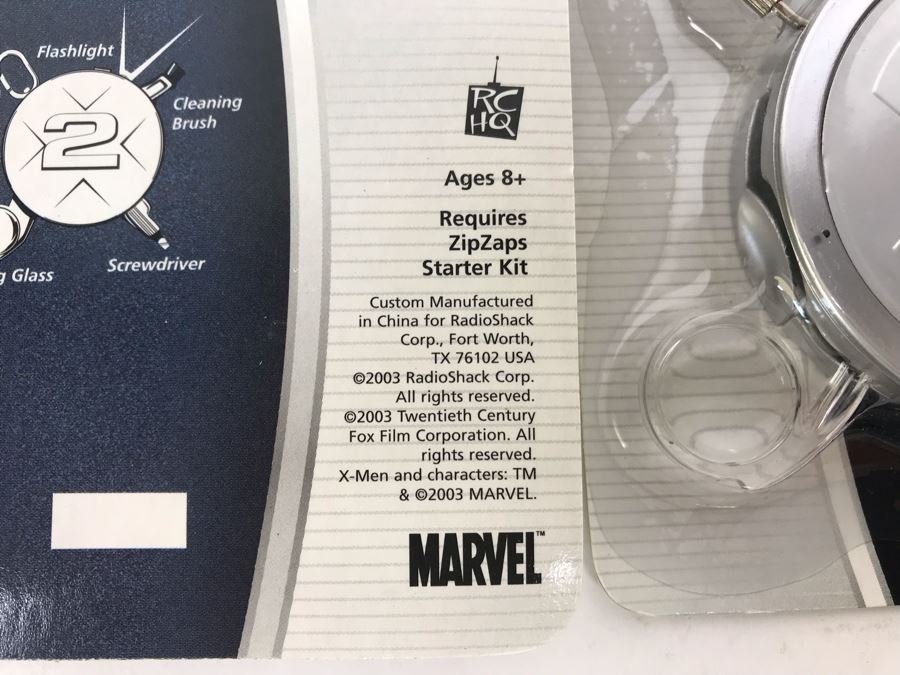 Flashlight
Cleaning
Brush
2
g Glass
Screwdriver
RC
HQ
Ages 8+
Requires
ZipZaps
Starter Kit
Custom Manufactured
in China for RadioShack
Corp., Fort Worth,
TX 76102 USA
©2003 RadioShack Corp.
All rights reserved.
©2003 Twentieth Century
Fox Film Corporation. All
rights reserved.
X-Men and characters: TM
& ©2003 MARVEL.
MARVEL™